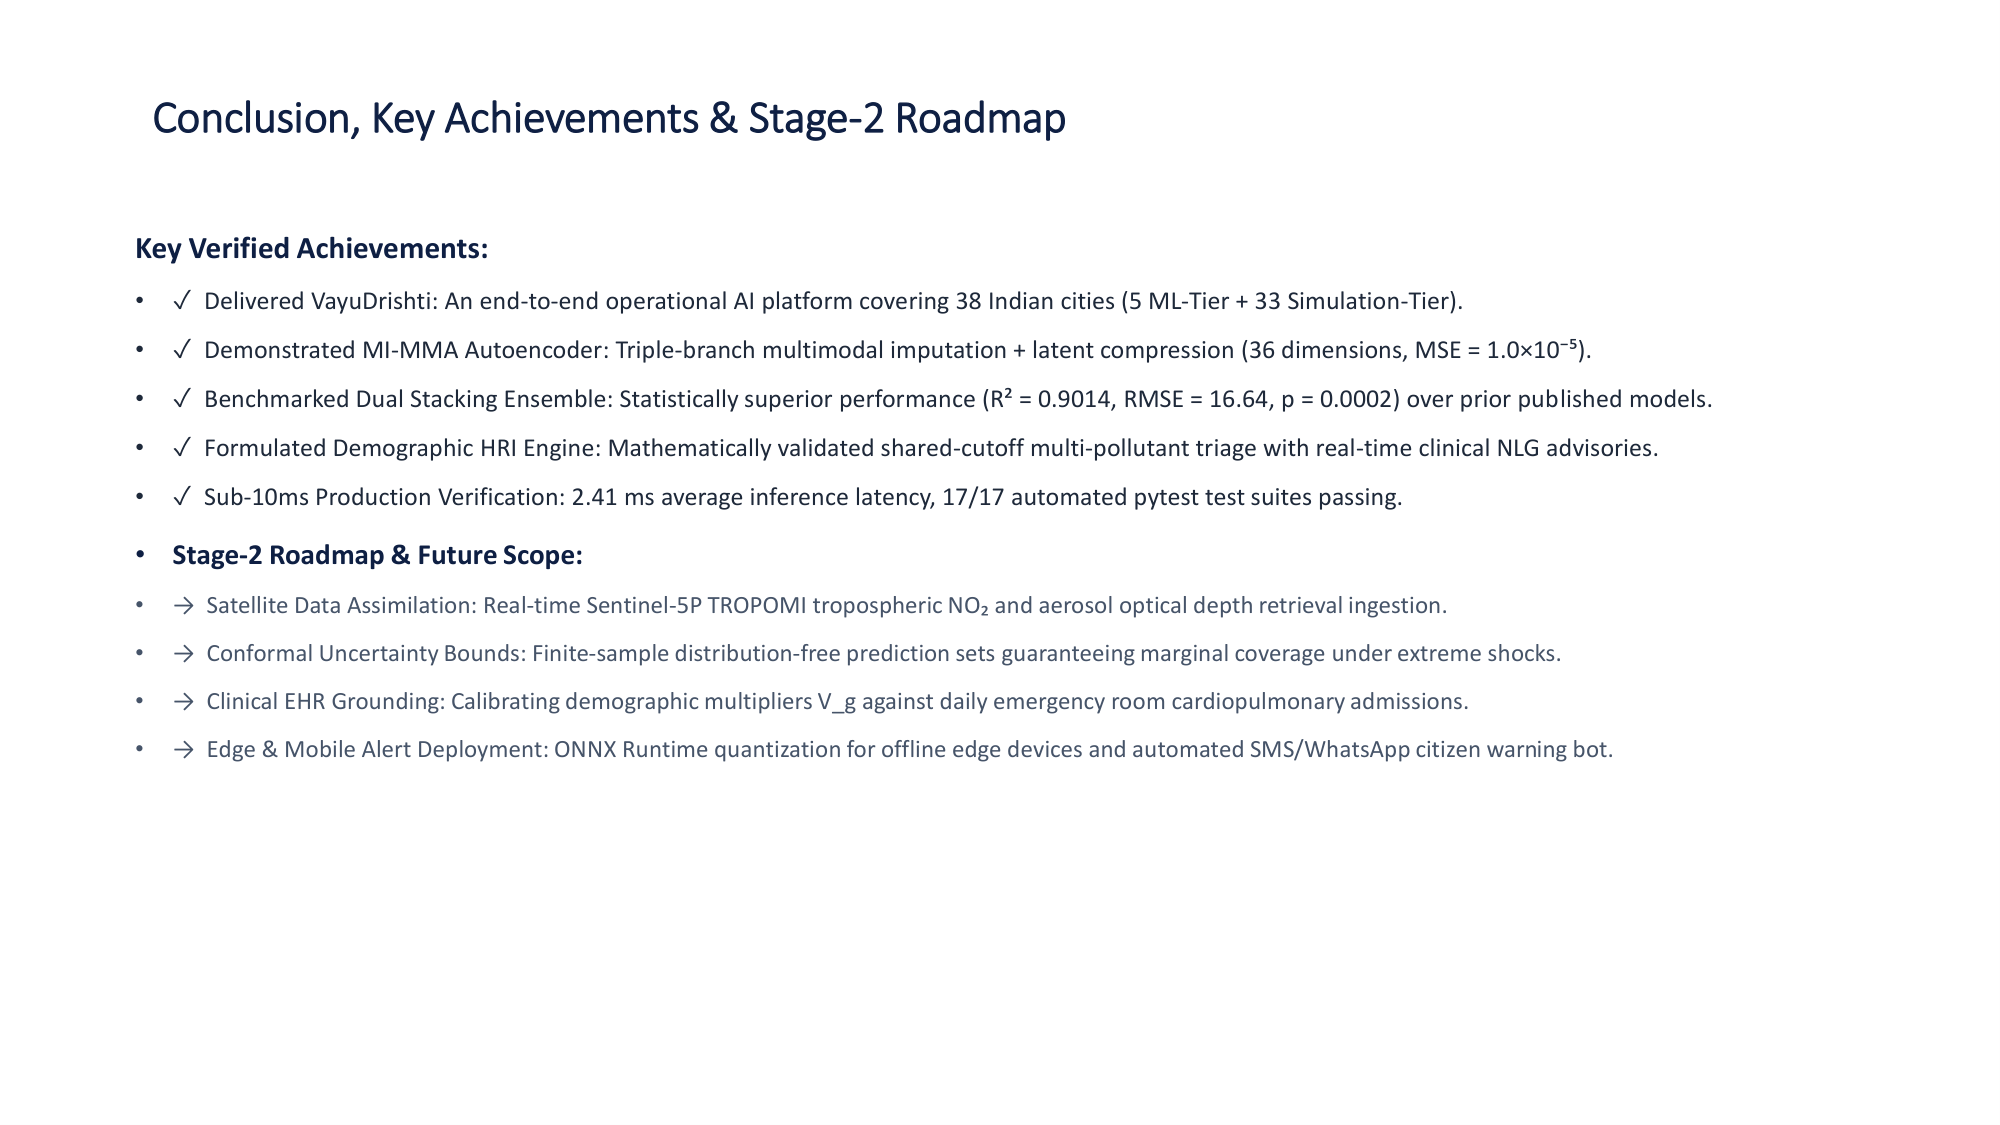 Conclusion, Key Achievements & Stage-2 Roadmap
Key Verified Achievements:
• ✓ Delivered VayuDrishti: An end-to-end operational AI platform covering 38 Indian cities (5 ML-Tier + 33 Simulation-Tier).
• ✓ Demonstrated MI-MMA Autoencoder: Triple-branch multimodal imputation + latent compression (36 dimensions, MSE = 1.0×10⁻⁵).
• ✓ Benchmarked Dual Stacking Ensemble: Statistically superior performance (R² = 0.9014, RMSE = 16.64, p = 0.0002) over prior published models.
• ✓ Formulated Demographic HRI Engine: Mathematically validated shared-cutoff multi-pollutant triage with real-time clinical NLG advisories.
• ✓ Sub-10ms Production Verification: 2.41 ms average inference latency, 17/17 automated pytest test suites passing.
• Stage-2 Roadmap & Future Scope:
• → Satellite Data Assimilation: Real-time Sentinel-5P TROPOMI tropospheric NO₂ and aerosol optical depth retrieval ingestion.
• → Conformal Uncertainty Bounds: Finite-sample distribution-free prediction sets guaranteeing marginal coverage under extreme shocks.
• → Clinical EHR Grounding: Calibrating demographic multipliers V_g against daily emergency room cardiopulmonary admissions.
• → Edge & Mobile Alert Deployment: ONNX Runtime quantization for offline edge devices and automated SMS/WhatsApp citizen warning bot.